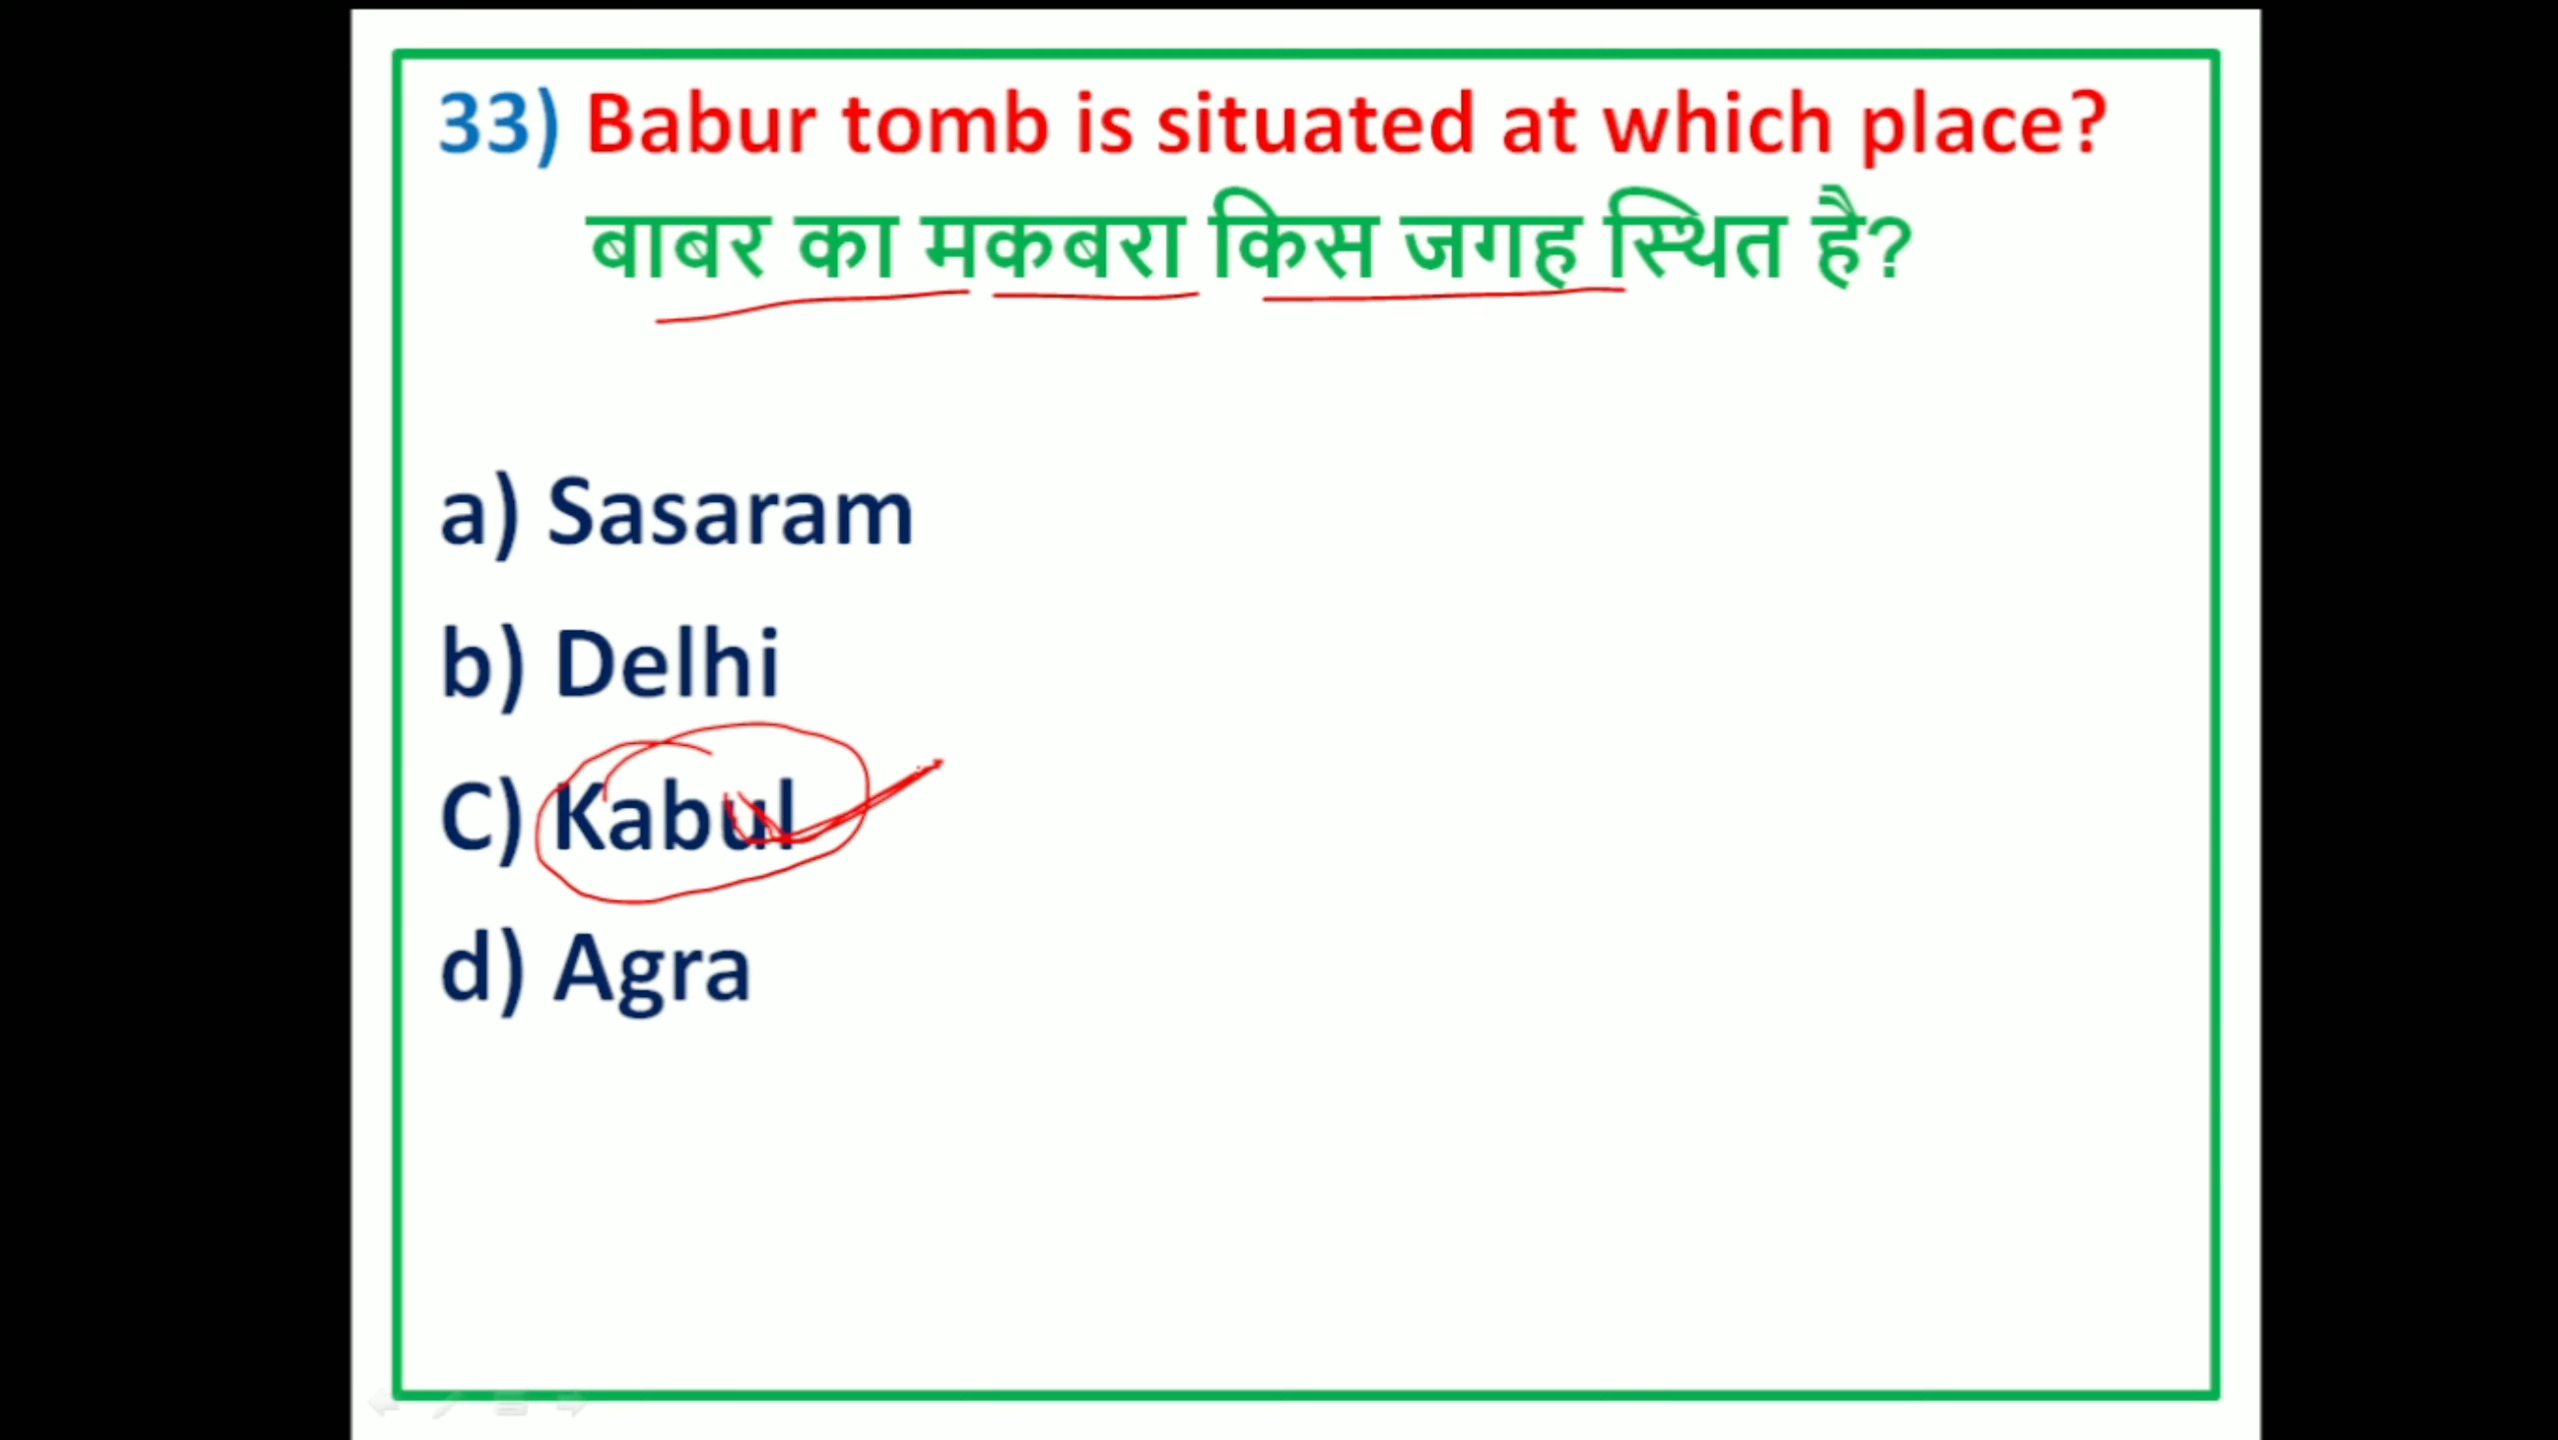 33) Babur tomb is situated at which place?
बाबर का मकबरा किस जगह स्थित है?
a) Sasaram
b) Delhi
C) Kabul
d) Agra